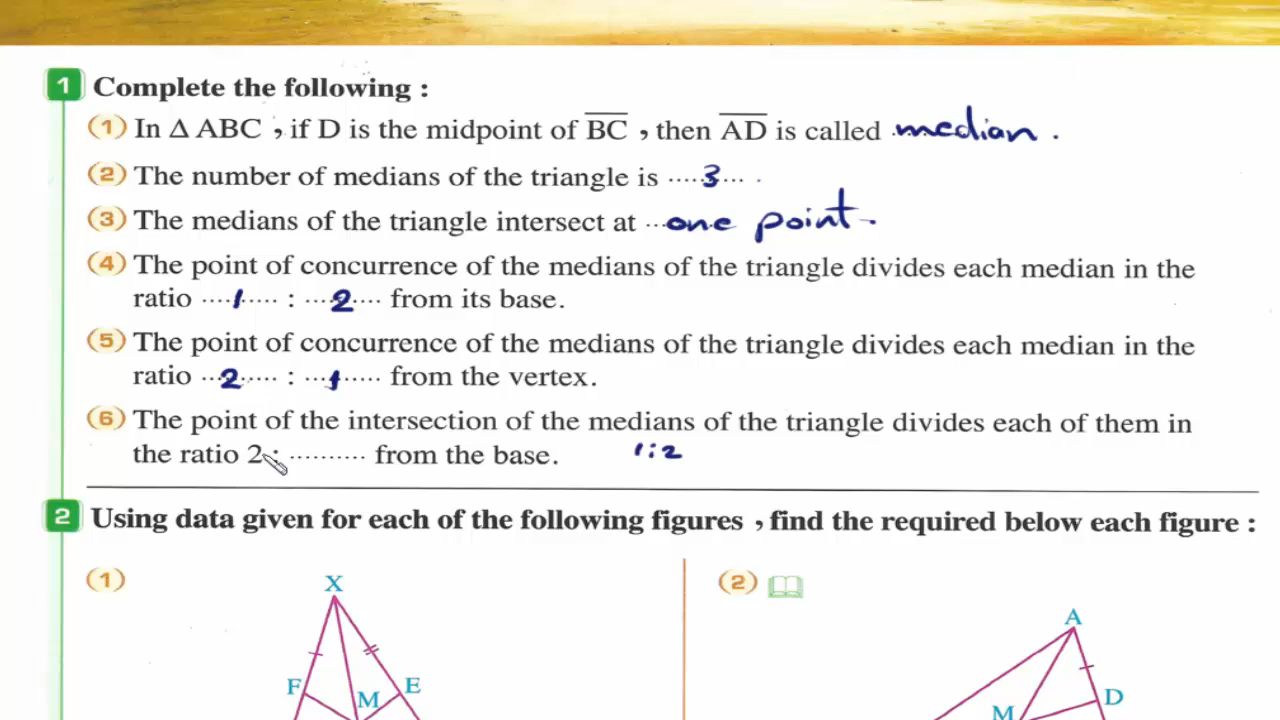 1 Complete the following :
(1) In Δ ABC , if D is the midpoint of BC , then AD is called median.
(2) The number of medians of the triangle is ·····3··· .
(3) The medians of the triangle intersect at ···one point.
(4) The point of concurrence of the medians of the triangle divides each median in the
ratio ····1····· : ···2···· from its base.
(5) The point of concurrence of the medians of the triangle divides each median in the
ratio ···2····· : ···1····· from the vertex.
(6) The point of the intersection of the medians of the triangle divides each of them in
the ratio 2 : ·········· from the base. 1:2
2 Using data given for each of the following figures , find the required below each figure :
(1) (2)
X
A
F M E
M D